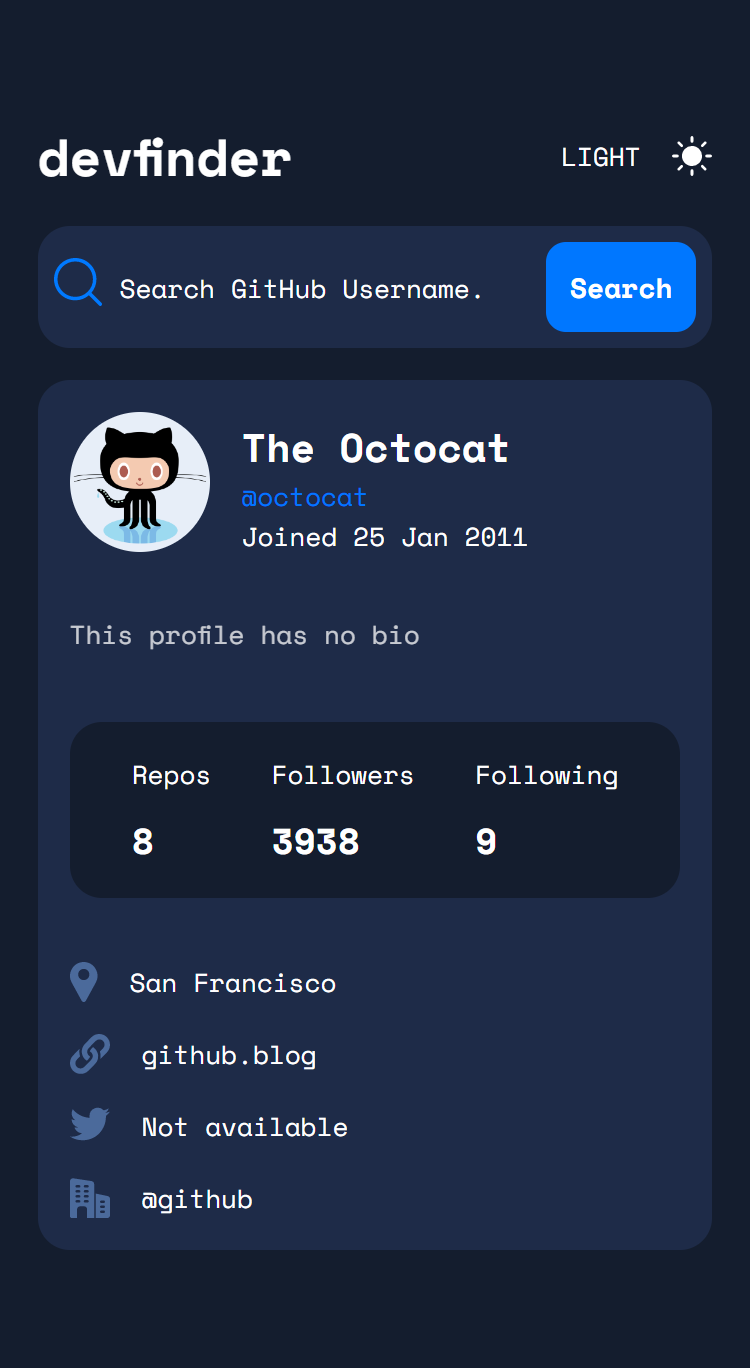 devfinder
LIGHT
Search GitHub Username.
Search
The Octocat
@octocat
Joined 25 Jan 2011
This profile has no bio
Repos Followers Following
8 3938 9
San Francisco
github.blog
Not available
@github